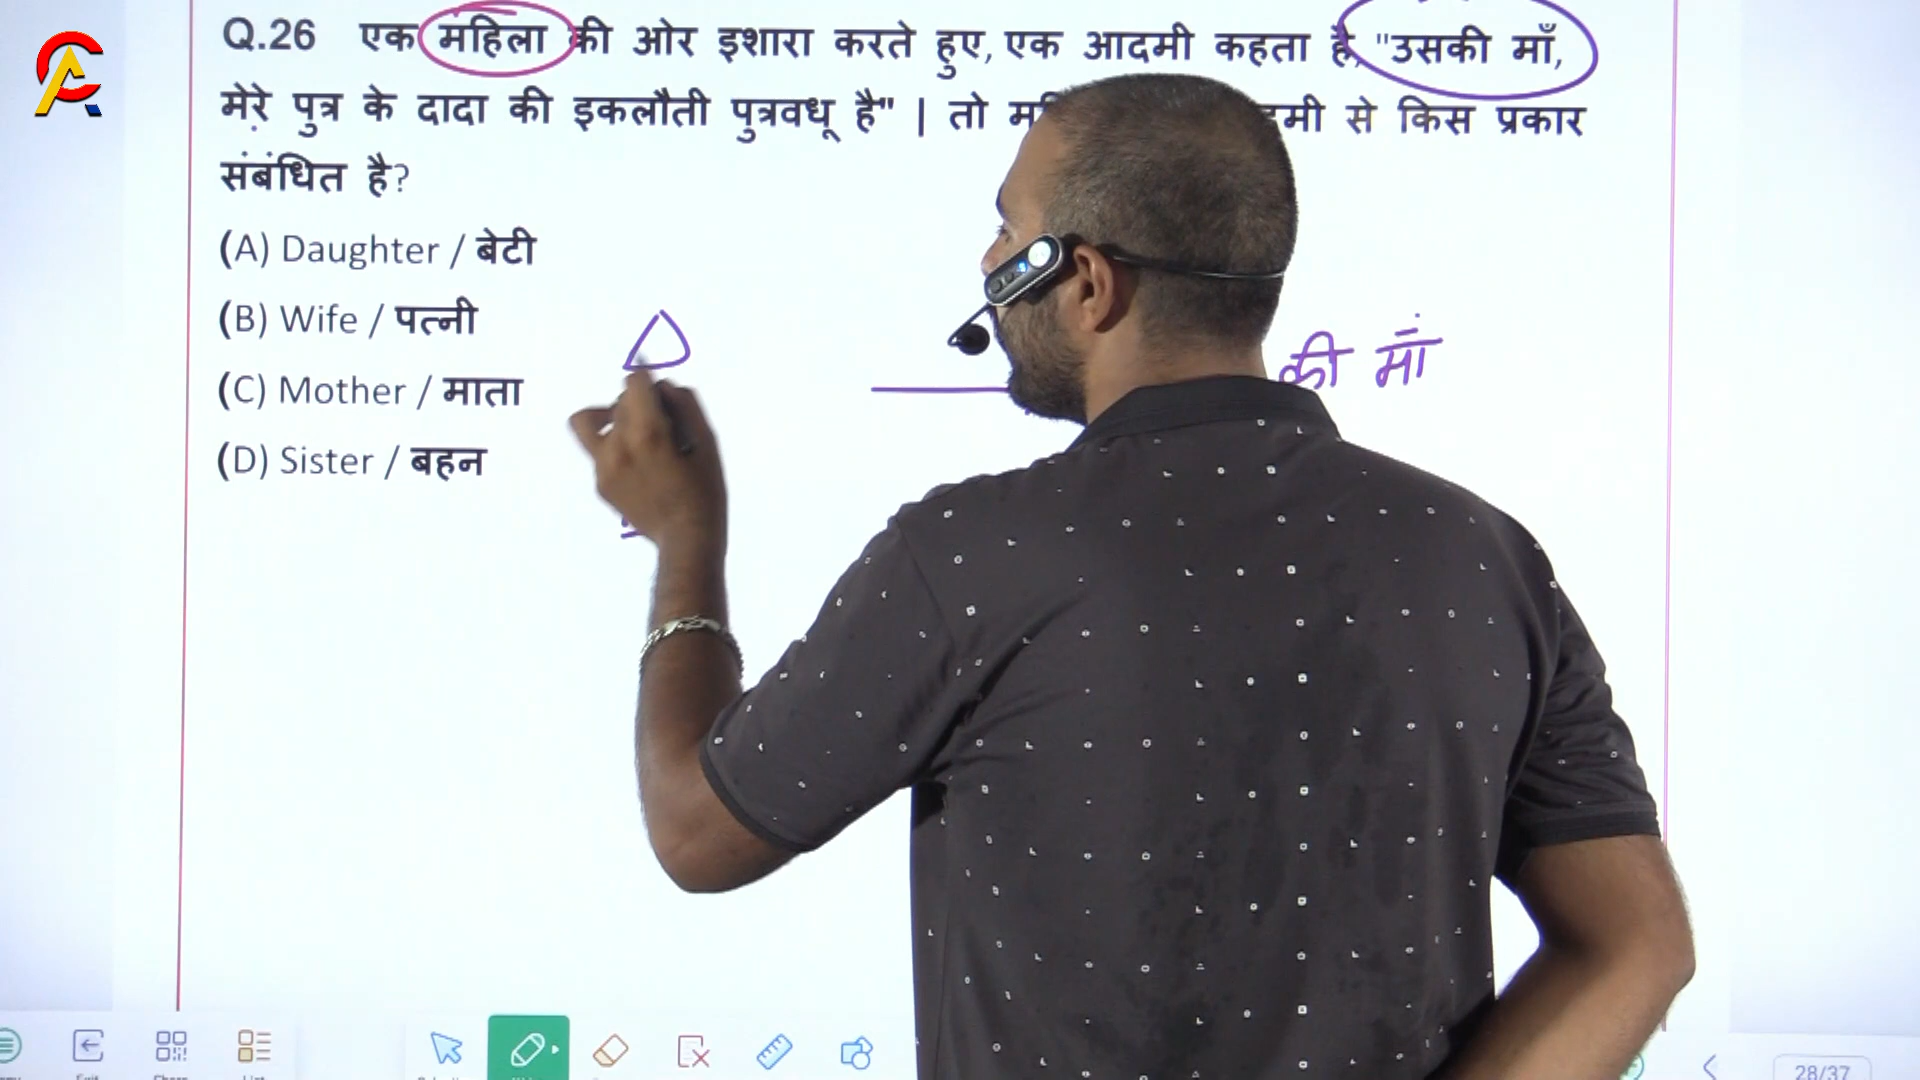 Q.26 एक महिला की ओर इशारा करते हुए, एक आदमी कहता है, "उसकी माँ,
मेरे पुत्र के दादा की इकलौती पुत्रवधू है" | तो से किस प्रकार
संबंधित है?
(A) Daughter / बेटी
(B) Wife / पत्नी
की माँ
(C) Mother / माता
(D) Sister / बहन
28/37